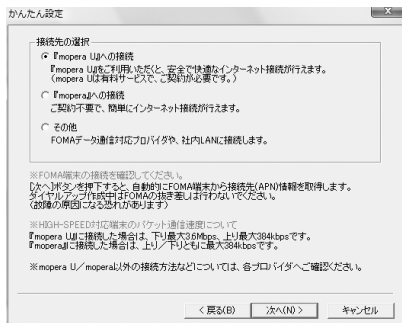 かんたん設定
接続先の選択
『mopera U』への接続
『mopera U』をご利用いただくと、安全で快適なインターネット接続が行えます。
(mopera Uは有料サービスで、ご契約が必要です。)
『mopera』への接続
ご契約不要で、簡単にインターネット接続が行えます。
その他
FOMAデータ通信対応プロバイダや、社内LANに接続します。
※FOMA端末の接続を確認してください。
[次へ]ボタンを押下すると、自動的にFOMA端末から接続先(APN)情報を取得します。
ダイヤルアップ作成中はFOMAの抜き差しは行わないでください。
(故障の原因になる恐れがあります)
※HIGH-SPEED対応端末のパケット通信速度について
『mopera U』に接続した場合は、下り最大3.6Mbps、上り最大384kbpsです。
『mopera』に接続した場合は、上り/下りともに最大384kbpsです。
※mopera U/mopera以外の接続方法などについては、各プロバイダへご確認ください。
< 戻る(B)
次へ(N) >
キャンセル